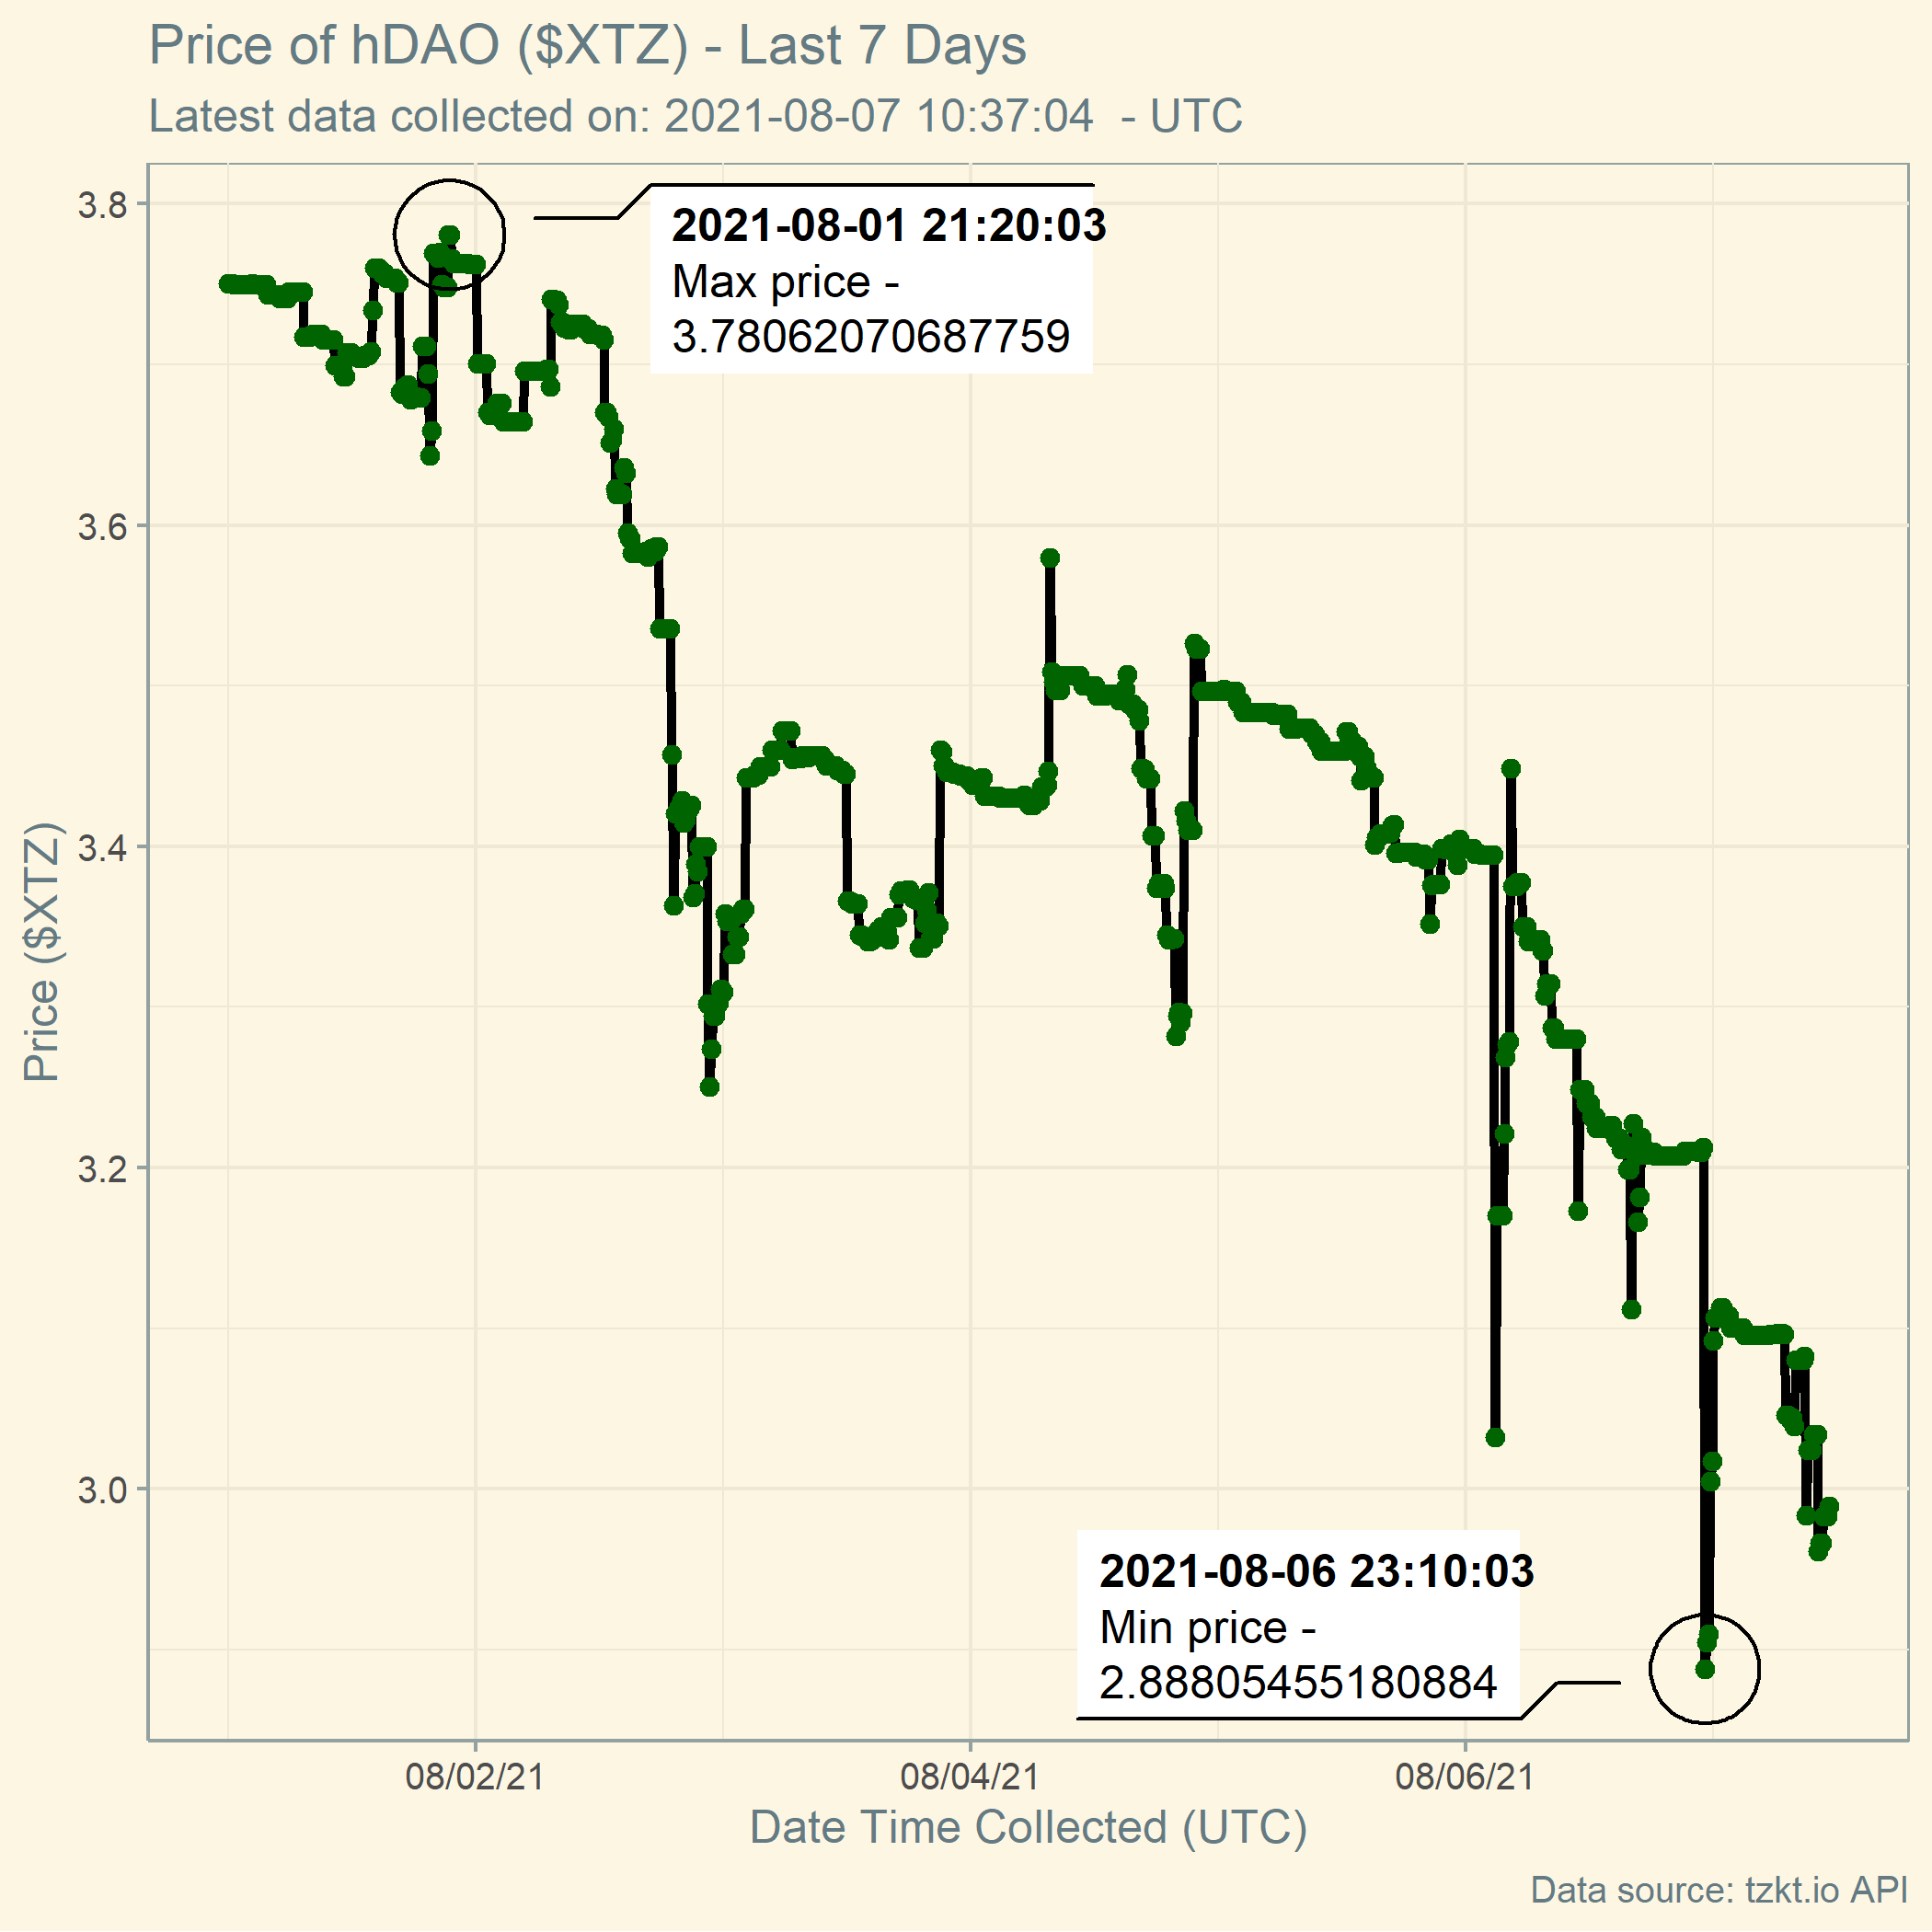 Price of hDAO ($XTZ) - Last 7 Days
Latest data collected on: 2021-08-07 10:37:04  - UTC
2021-08-01 21:20:03
Max price -
3.78062070687759
3.8
3.6
3.4
3.2
3.0
Price ($XTZ)
2021-08-06 23:10:03
Min price -
2.88805455180884
08/02/21
08/04/21
08/06/21
Date Time Collected (UTC)
Data source: tzkt.io API